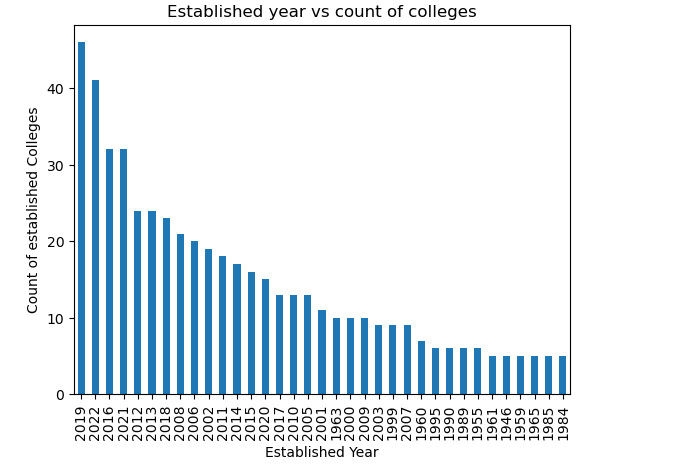 Established year vs count of colleges
Count of established Colleges
40
30
20
10
0
2019 2022 2016 2021 2012 2013 2018 2008 2006 2002 2011 2014 2015 2020 2017 2010 2005 2001 1963 2000 2009 2003 1999 2007 1960 1995 1990 1989 1955 1961 1946 1959 1965 1985 1984
Established Year